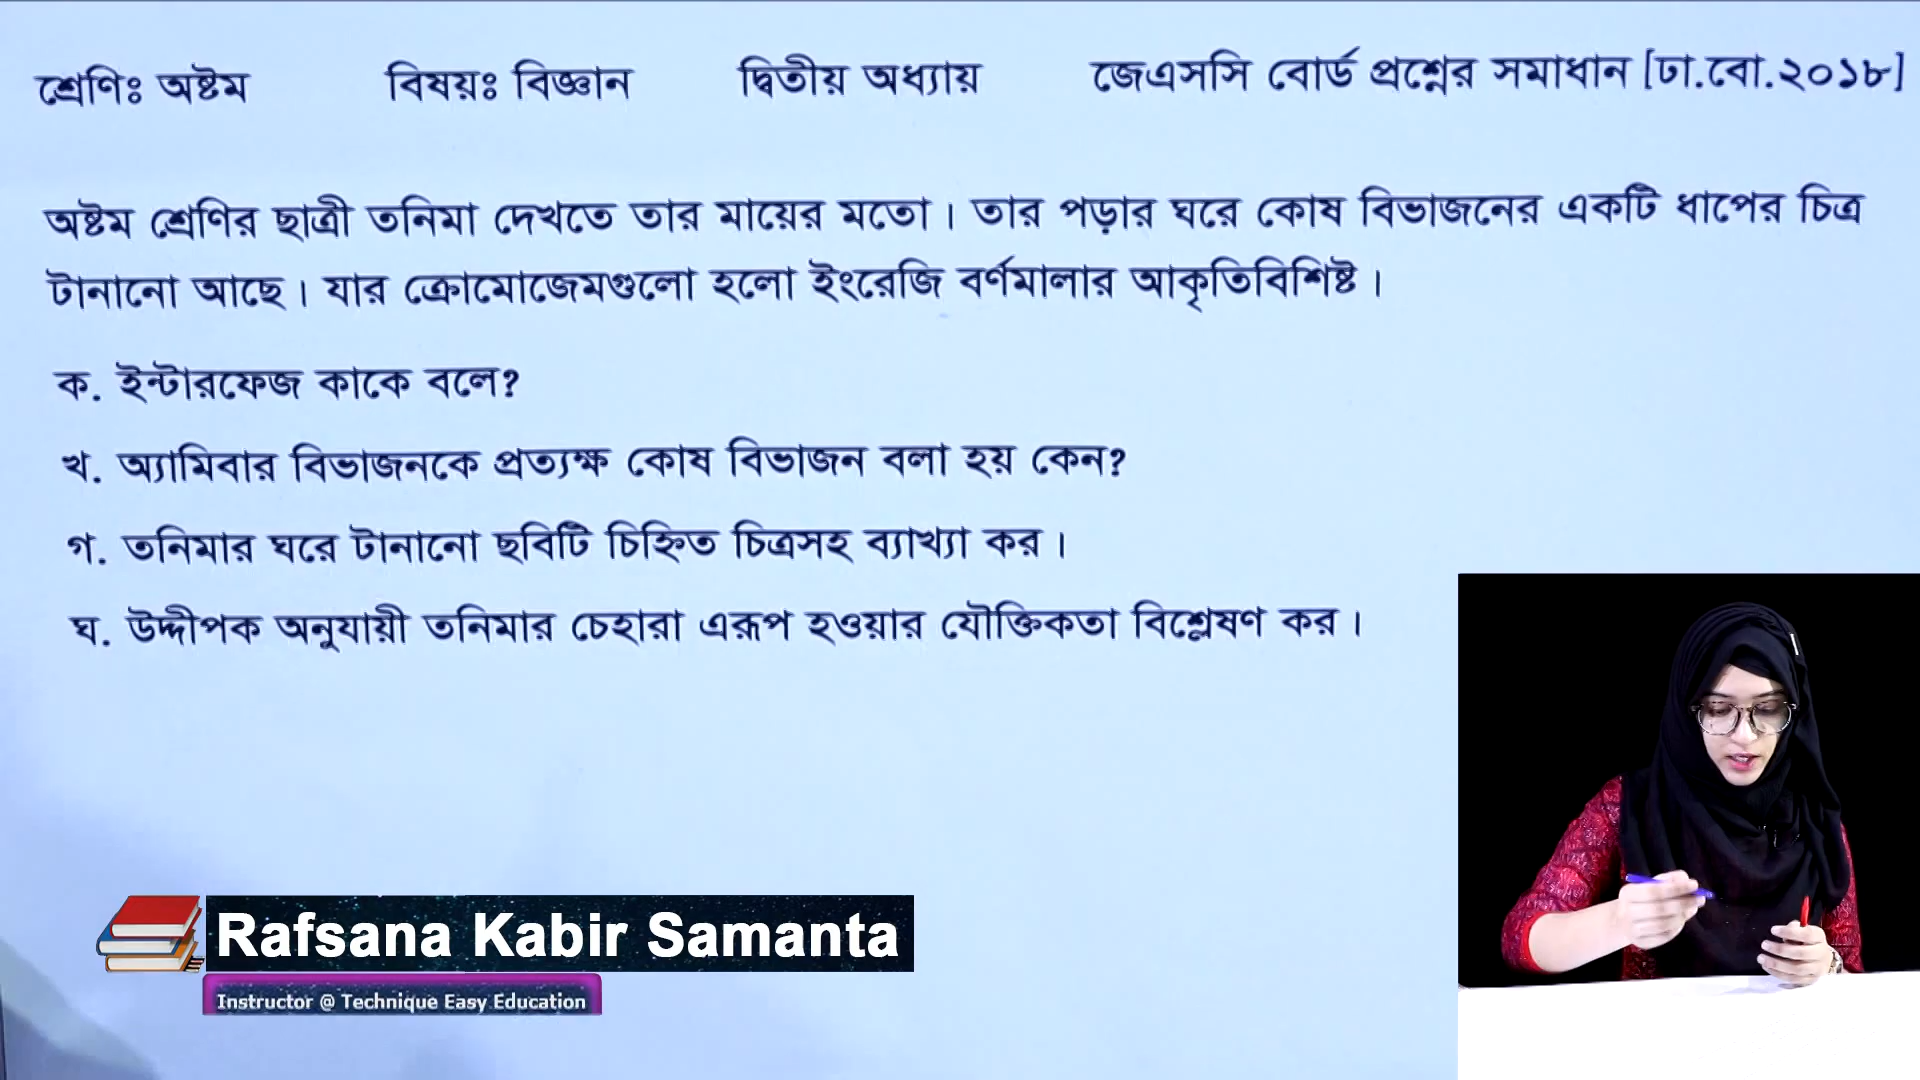 শ্রেণিঃ অষ্টম বিষয়ঃ বিজ্ঞান দ্বিতীয় অধ্যায় জেএসসি বোর্ড প্রশ্নের সমাধান [ঢা.বো.২০১৮]
অষ্টম শ্রেণির ছাত্রী তনিমা দেখতে তার মায়ের মতো। তার পড়ার ঘরে কোষ বিভাজনের একটি ধাপের চিত্র
টানানো আছে। যার ক্রোমোজেমগুলো হলো ইংরেজি বর্ণমালার আকৃতিবিশিষ্ট।
ক. ইন্টারফেজ কাকে বলে?
খ. অ্যামিবার বিভাজনকে প্রত্যক্ষ কোষ বিভাজন বলা হয় কেন?
গ. তনিমার ঘরে টানানো ছবিটি চিহ্নিত চিত্রসহ ব্যাখ্যা কর।
ঘ. উদ্দীপক অনুযায়ী তনিমার চেহারা এরূপ হওয়ার যৌক্তিকতা বিশ্লেষণ কর।
Rafsana Kabir Samanta
Instructor @ Technique Easy Education